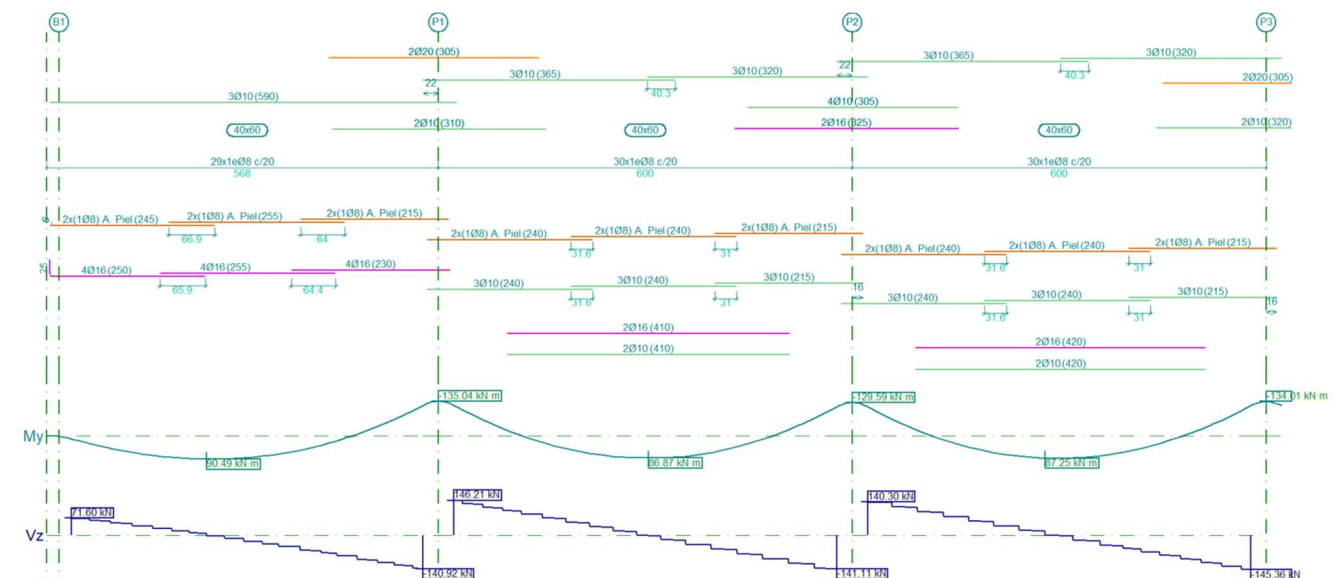 B1 P1 P2 P3
2Ø20(305)
3Ø10(365) 3Ø10(320)
22
40.3
3Ø10(365) 3Ø10(320)
22
40.3
2Ø20(305)
3Ø10(590)
4Ø10(305)
40x60 2Ø10(310) 40x60 2Ø16(325) 40x60 2Ø10(320)
29x1eØ8 c/20 30x1eØ8 c/20 30x1eØ8 c/20
568 600 600
6
2x(1Ø8) A. Piel(245) 2x(1Ø8) A. Piel(255) 2x(1Ø8) A. Piel(215)
66.9 64
2x(1Ø8) A. Piel(240) 2x(1Ø8) A. Piel(240) 2x(1Ø8) A. Piel(215)
31.6 31
2x(1Ø8) A. Piel(240) 2x(1Ø8) A. Piel(240) 2x(1Ø8) A. Piel(215)
31.6 31
25
4Ø16(250) 4Ø16(255) 4Ø16(230)
65.9 64.4
3Ø10(240) 3Ø10(240) 3Ø10(215)
31.6 31
16
3Ø10(240) 3Ø10(240) 3Ø10(215)
31.6 31
16
2Ø16(410)
2Ø10(410)
2Ø16(420)
2Ø10(420)
-135.04 kN·m -129.59 kN·m -134.01 kN·m
My
90.49 kN·m 86.87 kN·m 87.25 kN·m
71.60 kN 146.21 kN 140.30 kN
Vz
-140.92 kN -141.11 kN -145.36 kN